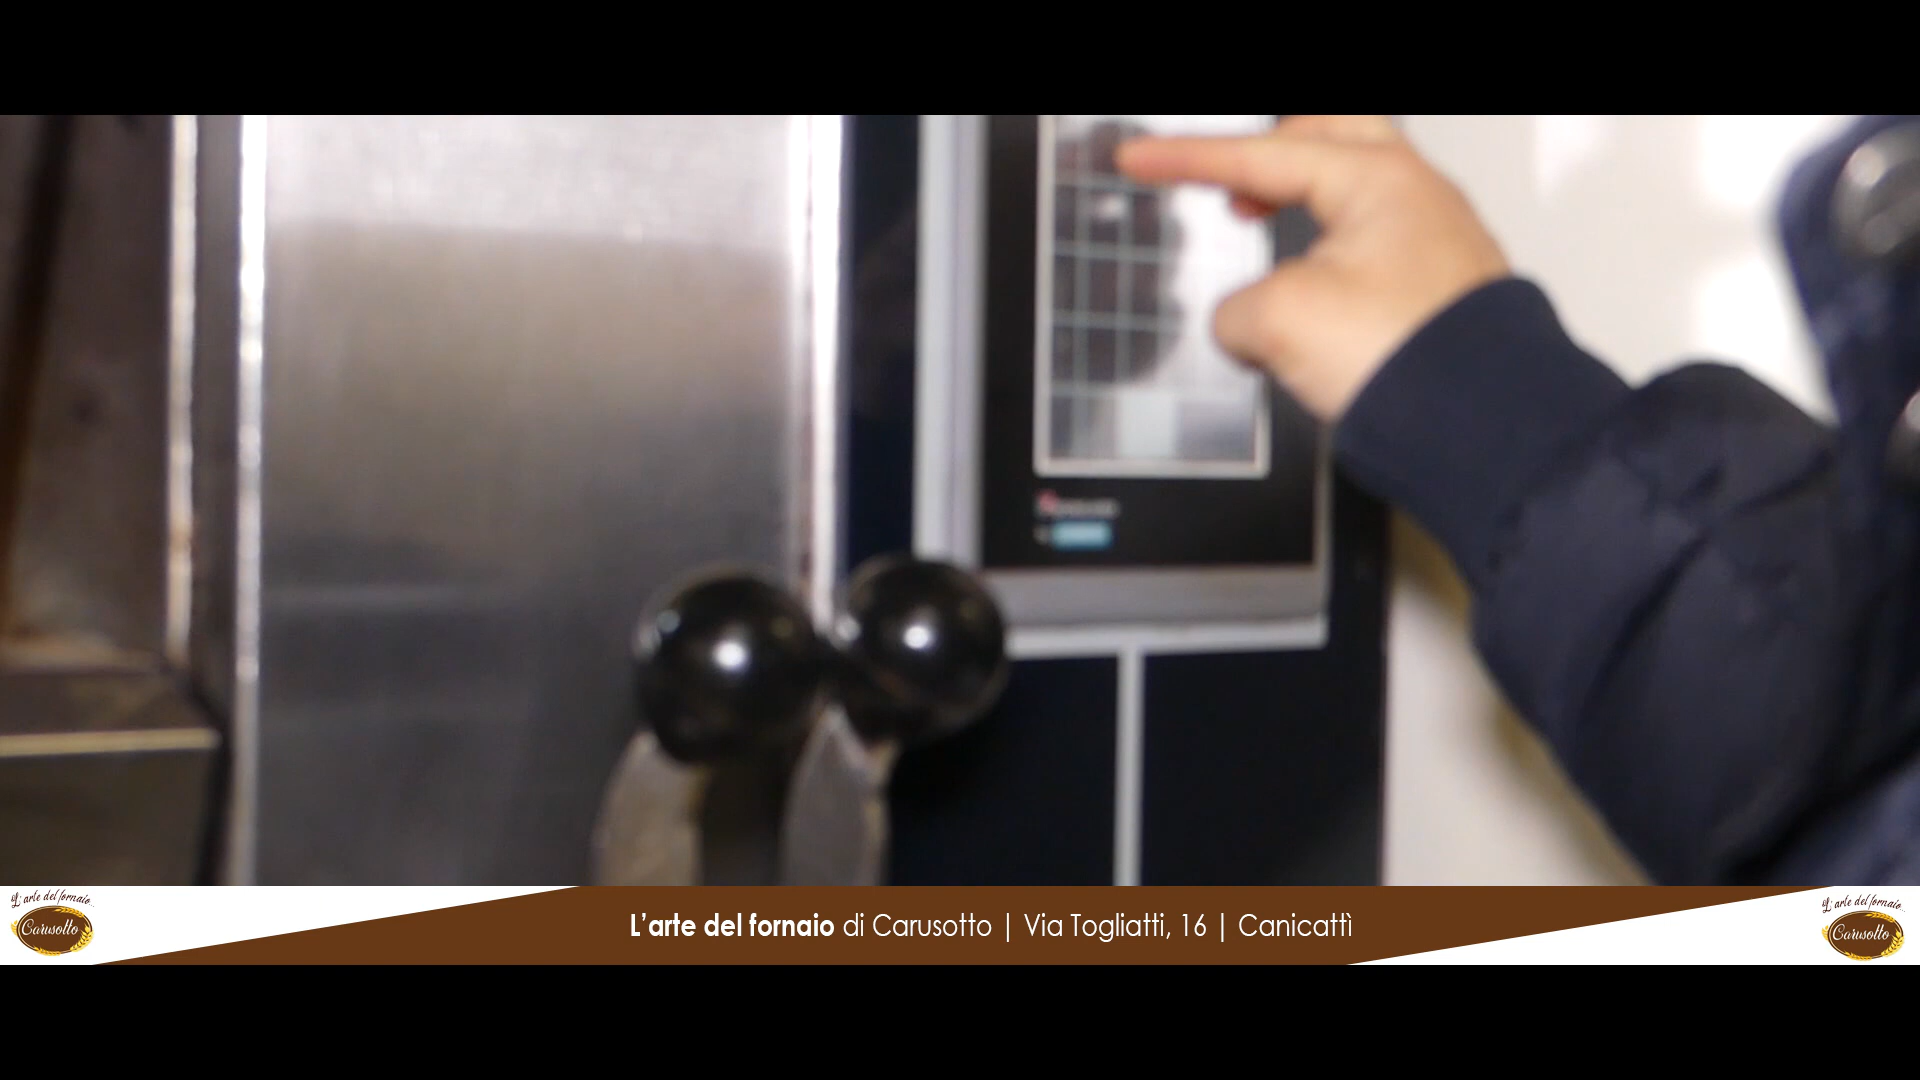 L'arte del fornaio
Carusotto
L'arte del fornaio di Carusotto | Via Togliatti, 16 | Canicattì
L'arte del fornaio
Carusotto